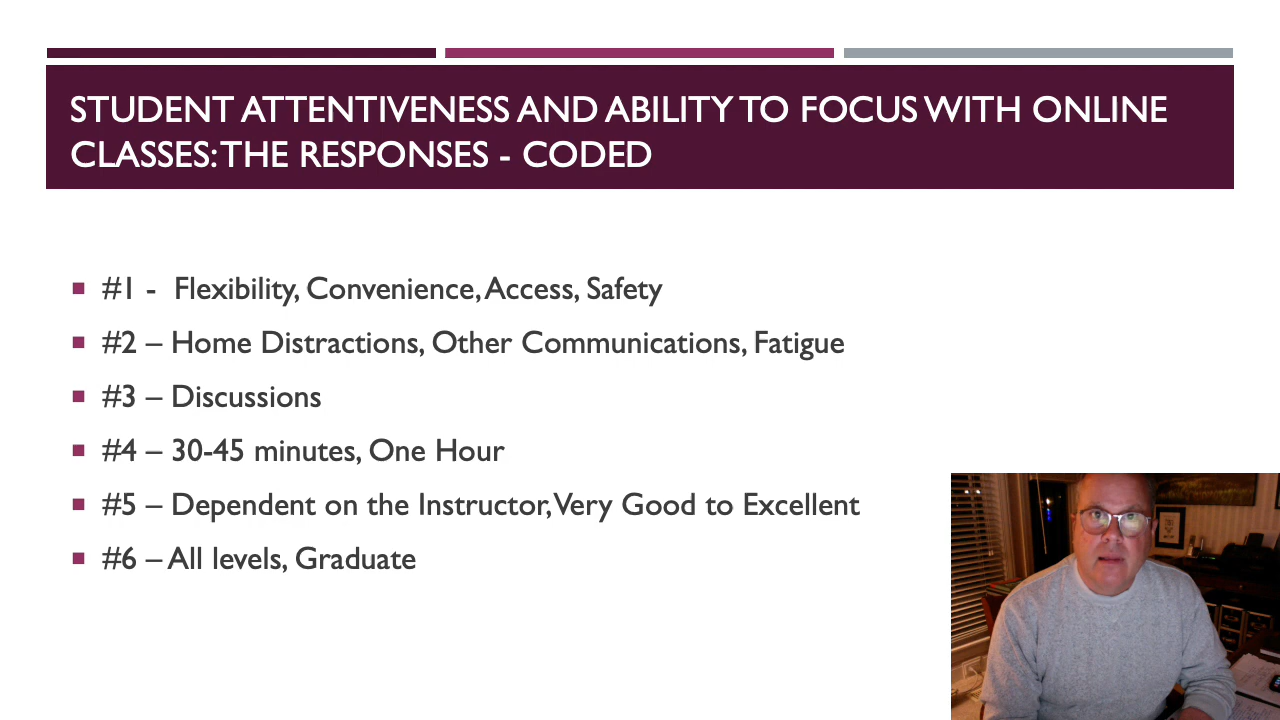 STUDENT ATTENTIVENESS AND ABILITY TO FOCUS WITH ONLINE
CLASSES: THE RESPONSES - CODED
#1 - Flexibility, Convenience, Access, Safety
#2 – Home Distractions, Other Communications, Fatigue
#3 – Discussions
#4 – 30-45 minutes, One Hour
#5 – Dependent on the Instructor, Very Good to Excellent
#6 – All levels, Graduate